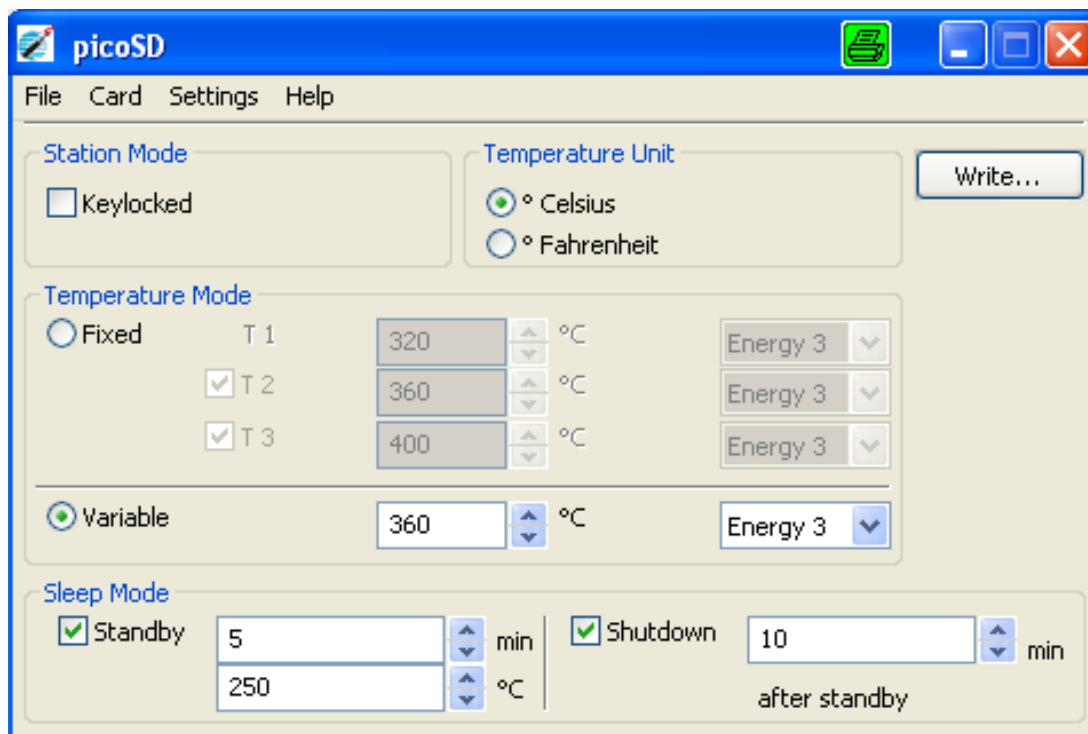 picoSD
File Card Settings Help
Station Mode
Keylocked
Temperature Unit
° Celsius
° Fahrenheit
Write...
Temperature Mode
Fixed T 1 320 °C Energy 3
T 2 360 °C Energy 3
T 3 400 °C Energy 3
Variable 360 °C Energy 3
Sleep Mode
Standby 5 min
250 °C
Shutdown 10 min
after standby